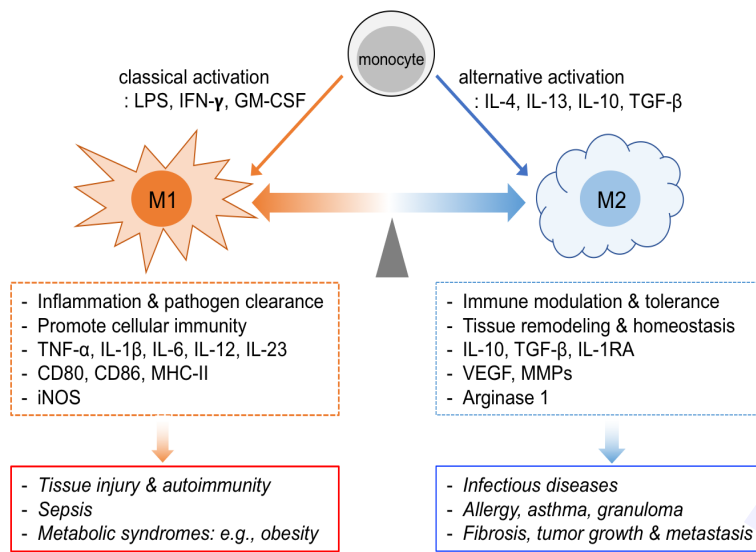 monocyte
classical activation
: LPS, IFN-γ, GM-CSF
alternative activation
: IL-4, IL-13, IL-10, TGF-β
M1
M2
- Inflammation & pathogen clearance
- Promote cellular immunity
- TNF-α, IL-1β, IL-6, IL-12, IL-23
- CD80, CD86, MHC-II
- iNOS
- Immune modulation & tolerance
- Tissue remodeling & homeostasis
- IL-10, TGF-β, IL-1RA
- VEGF, MMPs
- Arginase 1
- Tissue injury & autoimmunity
- Sepsis
- Metabolic syndromes: e.g., obesity
- Infectious diseases
- Allergy, asthma, granuloma
- Fibrosis, tumor growth & metastasis